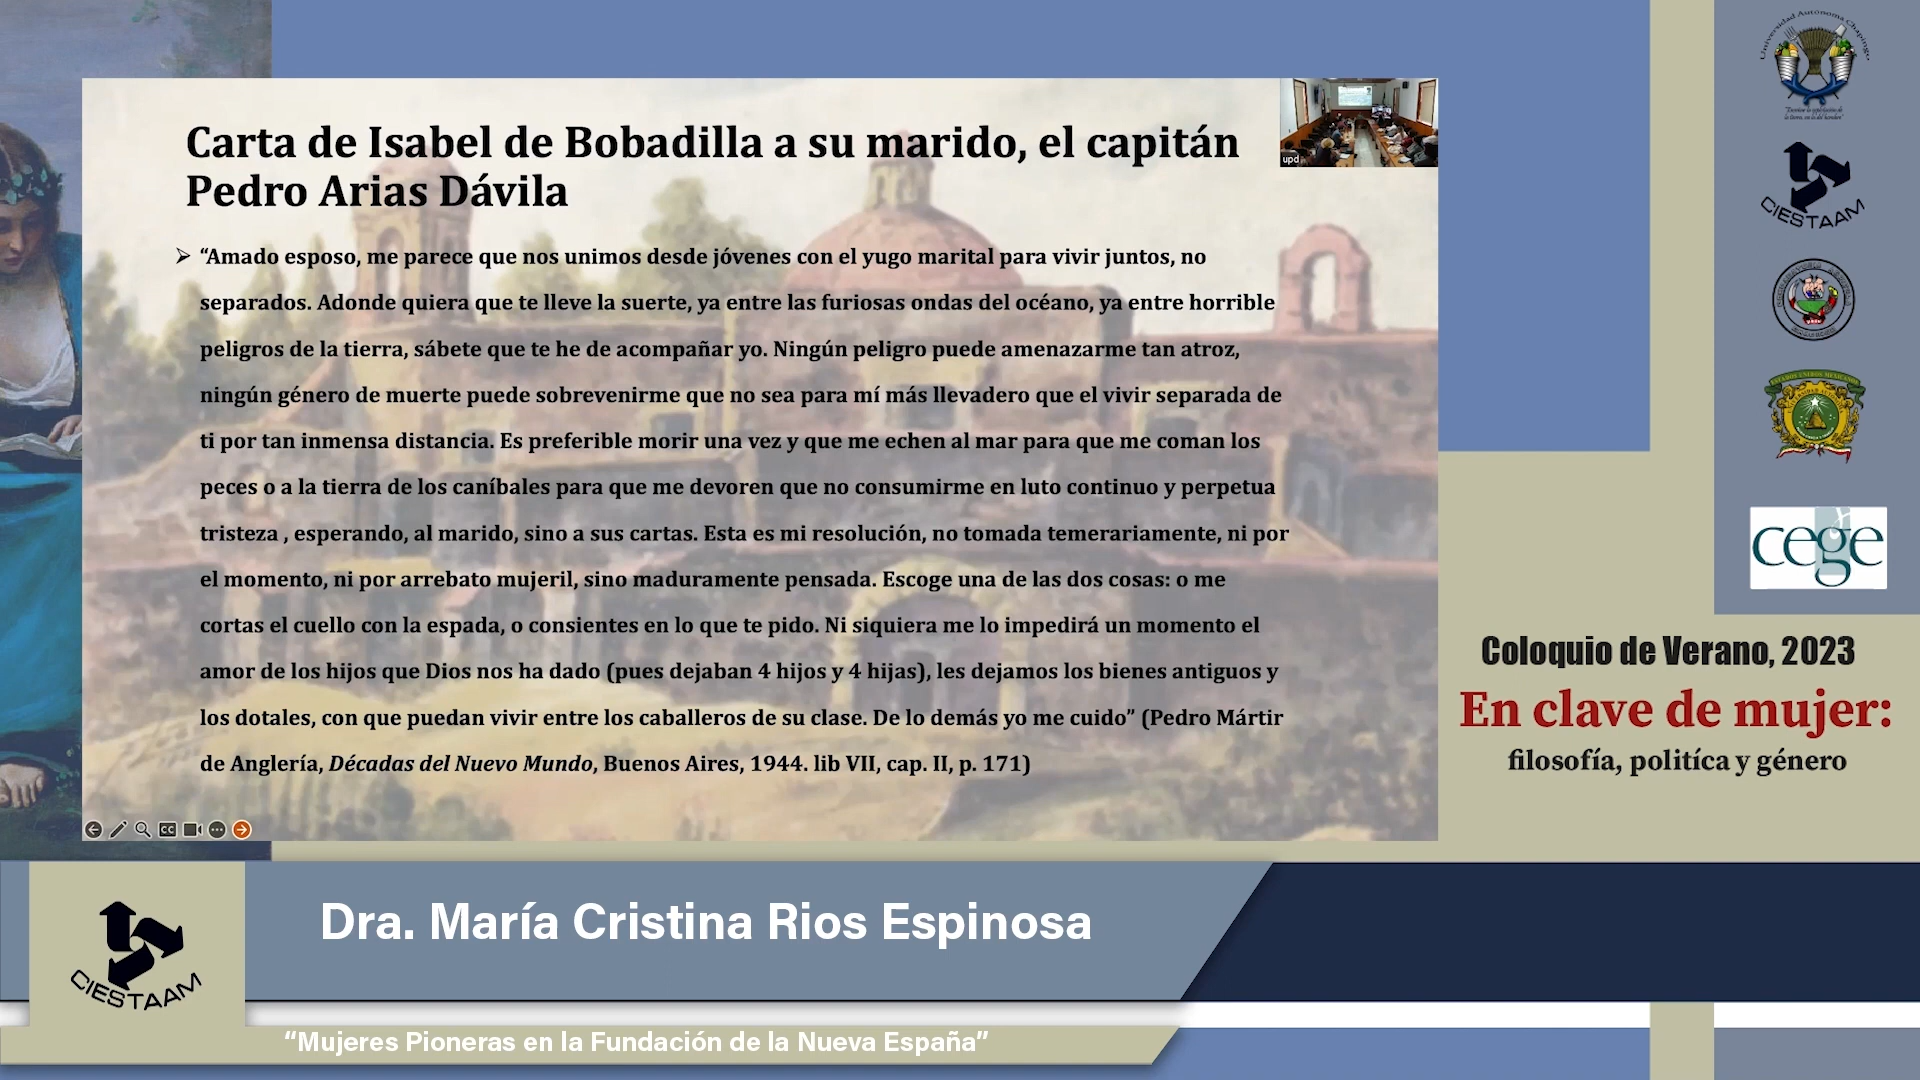 Carta de Isabel de Bobadilla a su marido, el capitán
Pedro Arias Dávila
upd
➢ “Amado esposo, me parece que nos unimos desde jóvenes con el yugo marital para vivir juntos, no
separados. Adonde quiera que te lleve la suerte, ya entre las furiosas ondas del océano, ya entre horrible
peligros de la tierra, sábete que te he de acompañar yo. Ningún peligro puede amenazarme tan atroz,
ningún género de muerte puede sobrevenirme que no sea para mí más llevadero que el vivir separada de
ti por tan inmensa distancia. Es preferible morir una vez y que me echen al mar para que me coman los
peces o a la tierra de los caníbales para que me devoren que no consumirme en luto continuo y perpetua
tristeza , esperando, al marido, sino a sus cartas. Esta es mi resolución, no tomada temerariamente, ni por
el momento, ni por arrebato mujeril, sino maduramente pensada. Escoge una de las dos cosas: o me
cortas el cuello con la espada, o consientes en lo que te pido. Ni siquiera me lo impedirá un momento el
amor de los hijos que Dios nos ha dado (pues dejaban 4 hijos y 4 hijas), les dejamos los bienes antiguos y
los dotales, con que puedan vivir entre los caballeros de su clase. De lo demás yo me cuido” (Pedro Mártir
de Anglería, Décadas del Nuevo Mundo, Buenos Aires, 1944. lib VII, cap. II, p. 171)
CC
Universidad Autónoma Chapingo
CIESTAAM
cege
Coloquio de Verano, 2023
En clave de mujer:
filosofía, politíca y género
CIESTAAM
Dra. María Cristina Rios Espinosa
“Mujeres Pioneras en la Fundación de la Nueva España”